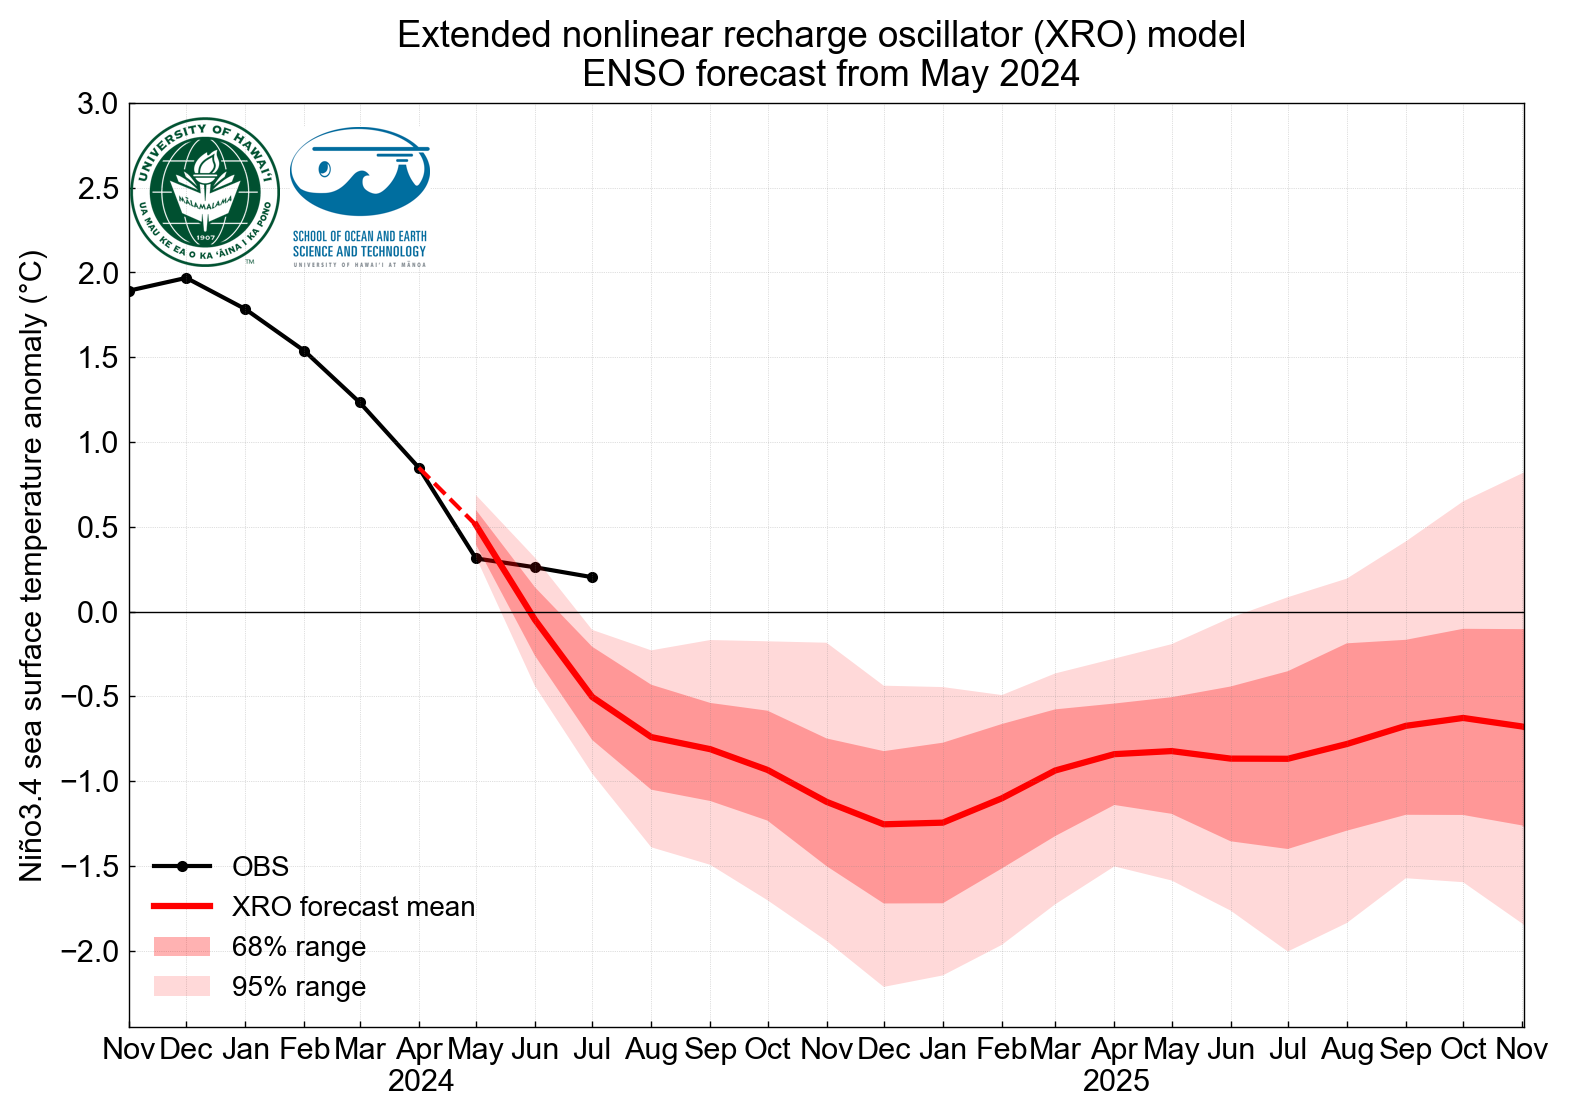 Extended nonlinear recharge oscillator (XRO) model
ENSO forecast from May 2024
UNIVERSITY OF HAWAIʻI
MĀLAMALAMA
1907
UA MAU KE EA O KA ʻĀINA I KA PONO
TM
SCHOOL OF OCEAN AND EARTH
SCIENCE AND TECHNOLOGY
UNIVERSITY OF HAWAIʻI AT MĀNOA
Niño3.4 sea surface temperature anomaly (°C)
3.0
2.5
2.0
1.5
1.0
0.5
0.0
−0.5
−1.0
−1.5
−2.0
OBS
XRO forecast mean
68% range
95% range
Nov Dec Jan Feb Mar Apr May Jun Jul Aug Sep Oct Nov Dec Jan Feb Mar Apr May Jun Jul Aug Sep Oct Nov
2024 2025